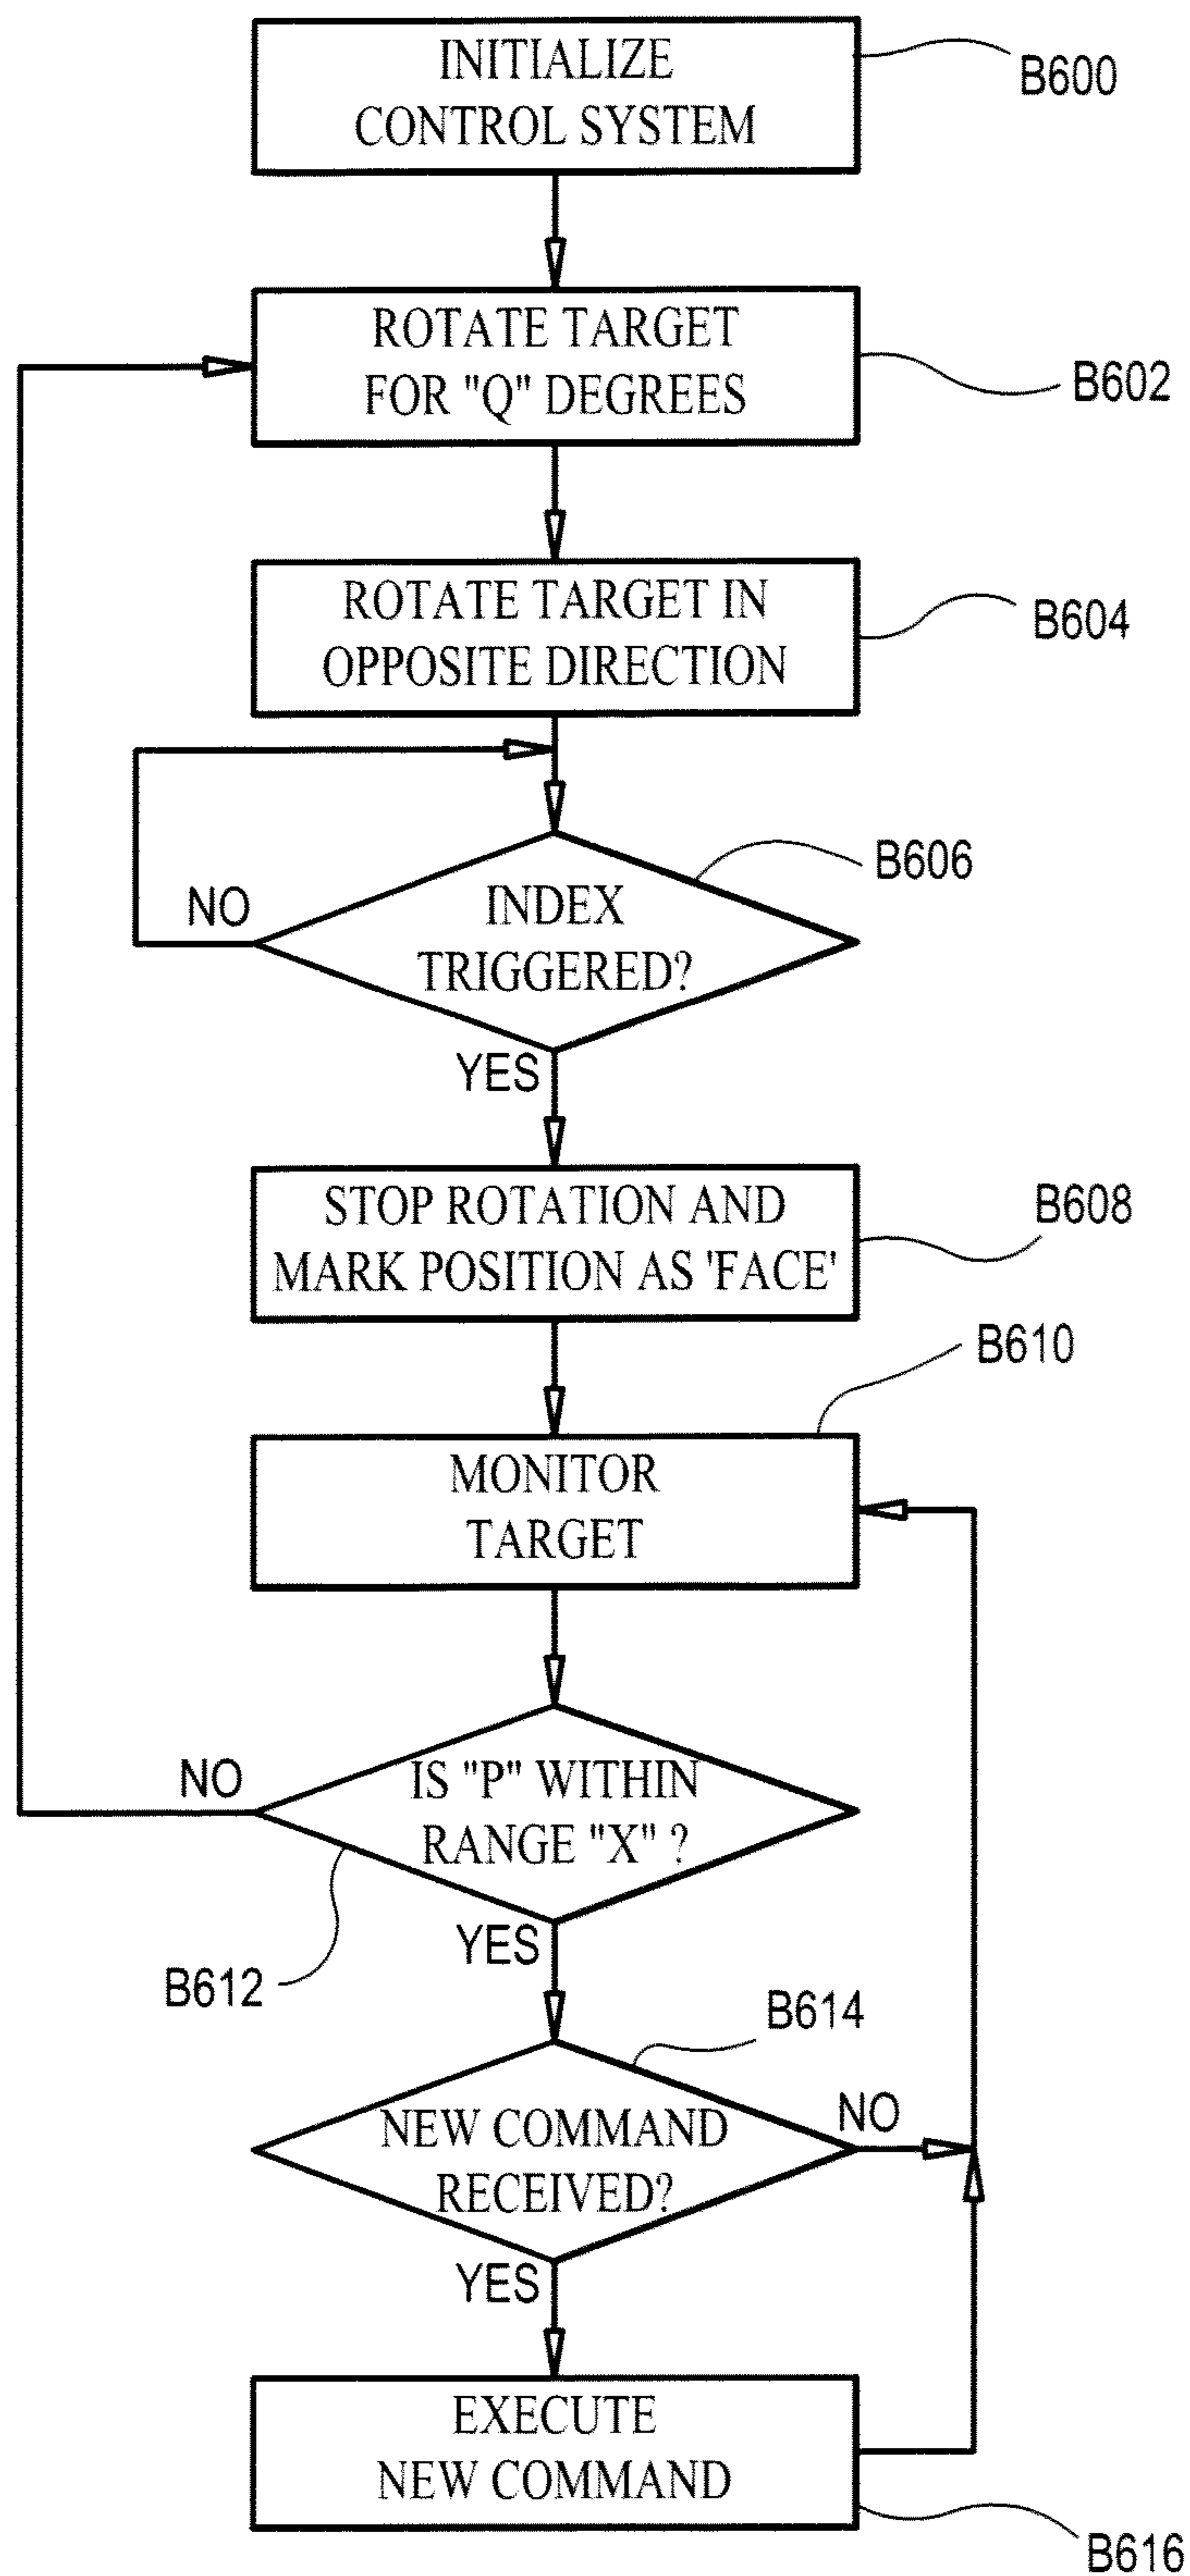 INITIALIZE
CONTROL SYSTEM
B600
ROTATE TARGET
FOR "Q" DEGREES
B602
ROTATE TARGET IN
OPPOSITE DIRECTION
B604
B606
NO
INDEX
TRIGGERED?
YES
STOP ROTATION AND
MARK POSITION AS 'FACE'
B608
B610
MONITOR
TARGET
NO
IS "P" WITHIN
RANGE "X" ?
YES
B612
B614
NEW COMMAND
RECEIVED?
NO
YES
EXECUTE
NEW COMMAND
B616